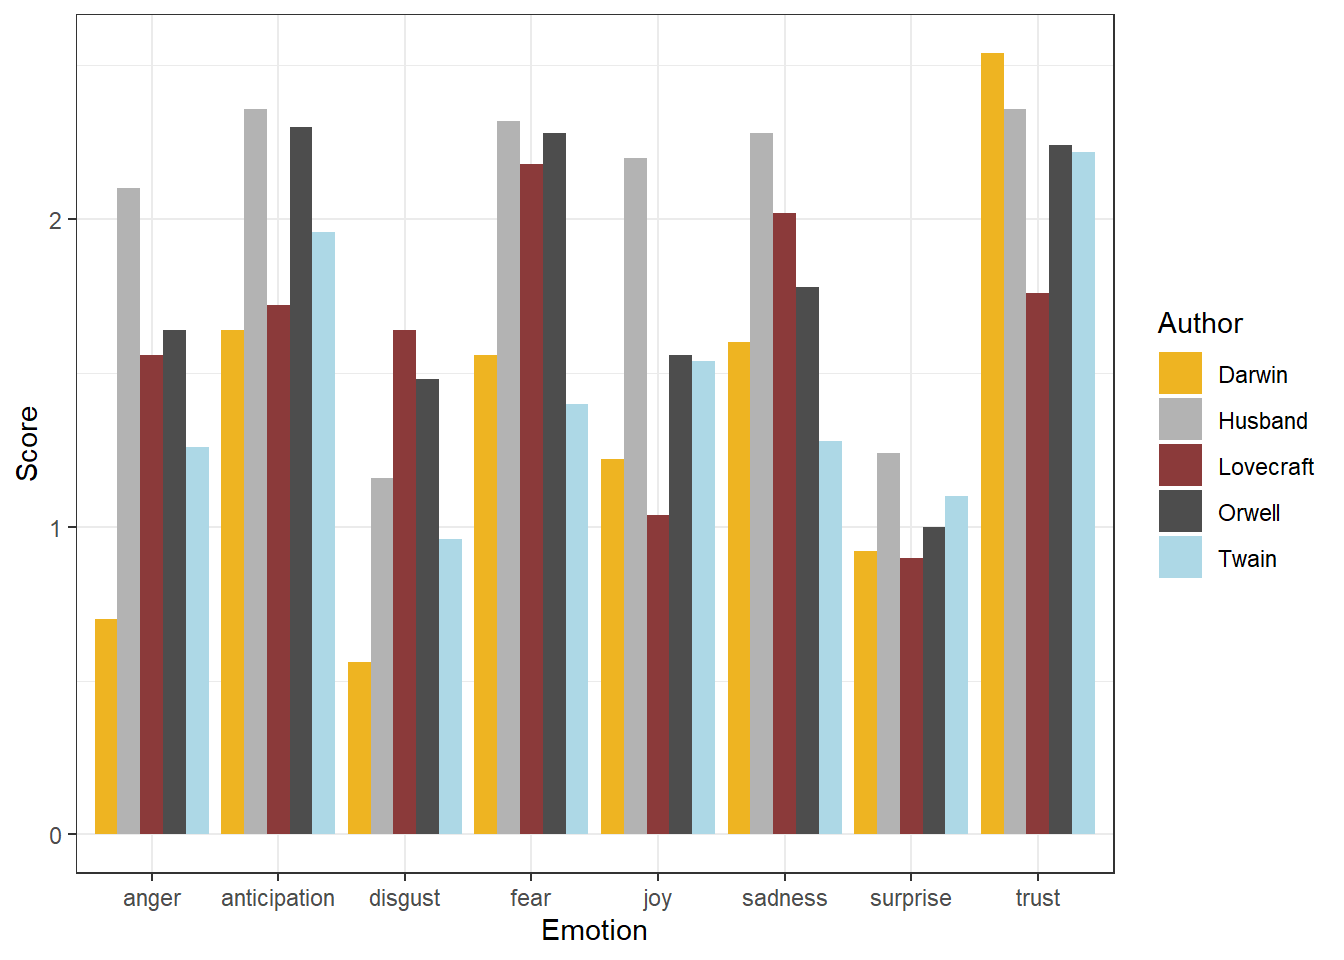 Score
2
1
0
anger anticipation disgust fear joy sadness surprise trust
Emotion
Author
Darwin
Husband
Lovecraft
Orwell
Twain